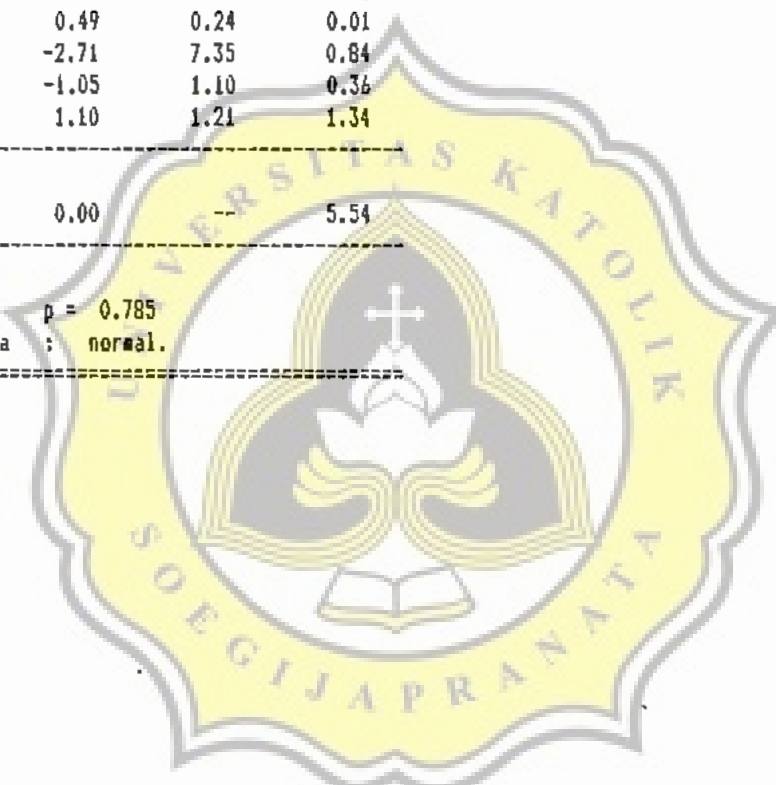 0.49 0.24 0.01
-2.71 7.35 0.84
-1.05 1.10 0.36
1.10 1.21 1.34
0.00 -- 5.54
p = 0.785
a : normal.
UNIVERSITAS KATOLIK
SOEGIJAPRANATA